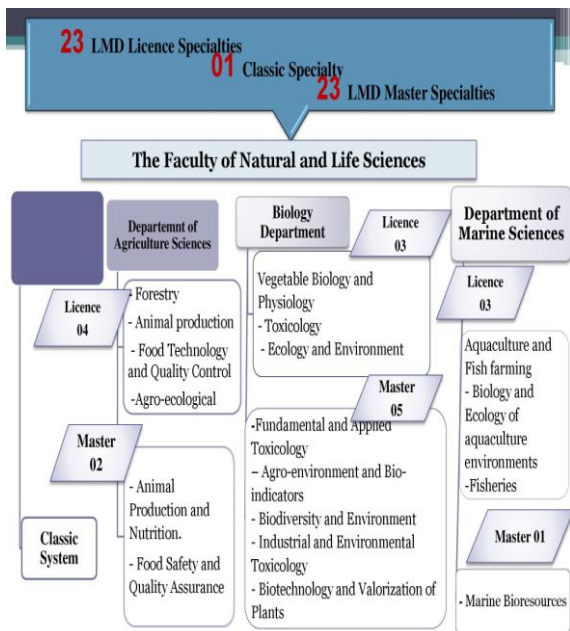 23 LMD Licence Specialties
01 Classic Specialty
23 LMD Master Specialties
The Faculty of Natural and Life Sciences
Classic
System
Departemnt of
Agriculture Sciences
Licence
04
- Forestry
- Animal production
- Food Technology
and Quality Control
-Agro-ecological
Master
02
- Animal
Production and
Nutrition.
- Food Safety and
Quality Assurance
Biology
Department
Licence
03
Vegetable Biology and
Physiology
- Toxicology
- Ecology and Environment
Master
05
-Fundamental and Applied
Toxicology
– Agro-environment and Bio-
indicators
- Biodiversity and Environment
- Industrial and Environmental
Toxicology
- Biotechnology and Valorization of
Plants
Department of
Marine Sciences
Licence
03
Aquaculture and
Fish farming
- Biology and
Ecology of
aquaculture
environments
-Fisheries
Master 01
- Marine Bioresources